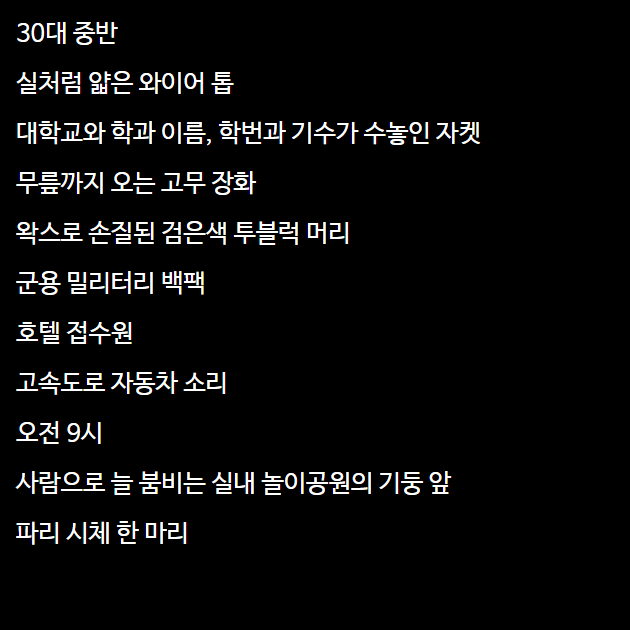 30대 중반
실처럼 얇은 와이어 톱
대학교와 학과 이름, 학번과 기수가 수놓인 자켓
무릎까지 오는 고무 장화
왁스로 손질된 검은색 투블럭 머리
군용 밀리터리 백팩
호텔 접수원
고속도로 자동차 소리
오전 9시
사람으로 늘 붐비는 실내 놀이공원의 기둥 앞
파리 시체 한 마리